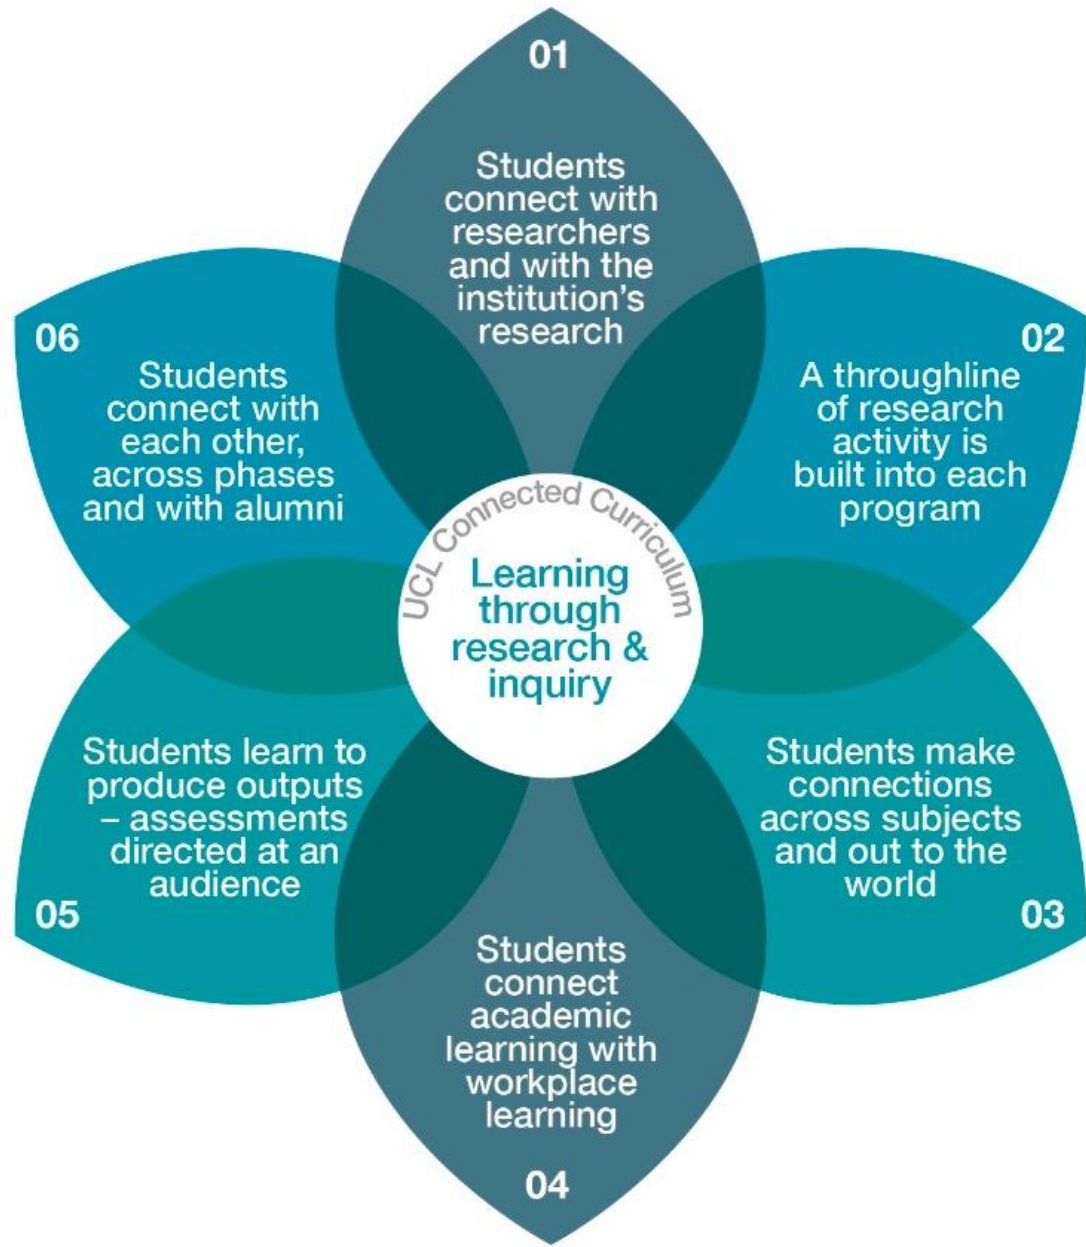 01
Students
connect with
researchers
and with the
institution's
research
02
A throughline
of research
activity is
built into each
program
Students make
connections
across subjects
and out to the
world
03
Students
connect
academic
learning with
workplace
learning
04
Students learn to
produce outputs
– assessments
directed at an
audience
05
06
Students
connect with
each other,
across phases
and with alumni
UCL Connected Curriculum
Learning
through
research &
inquiry